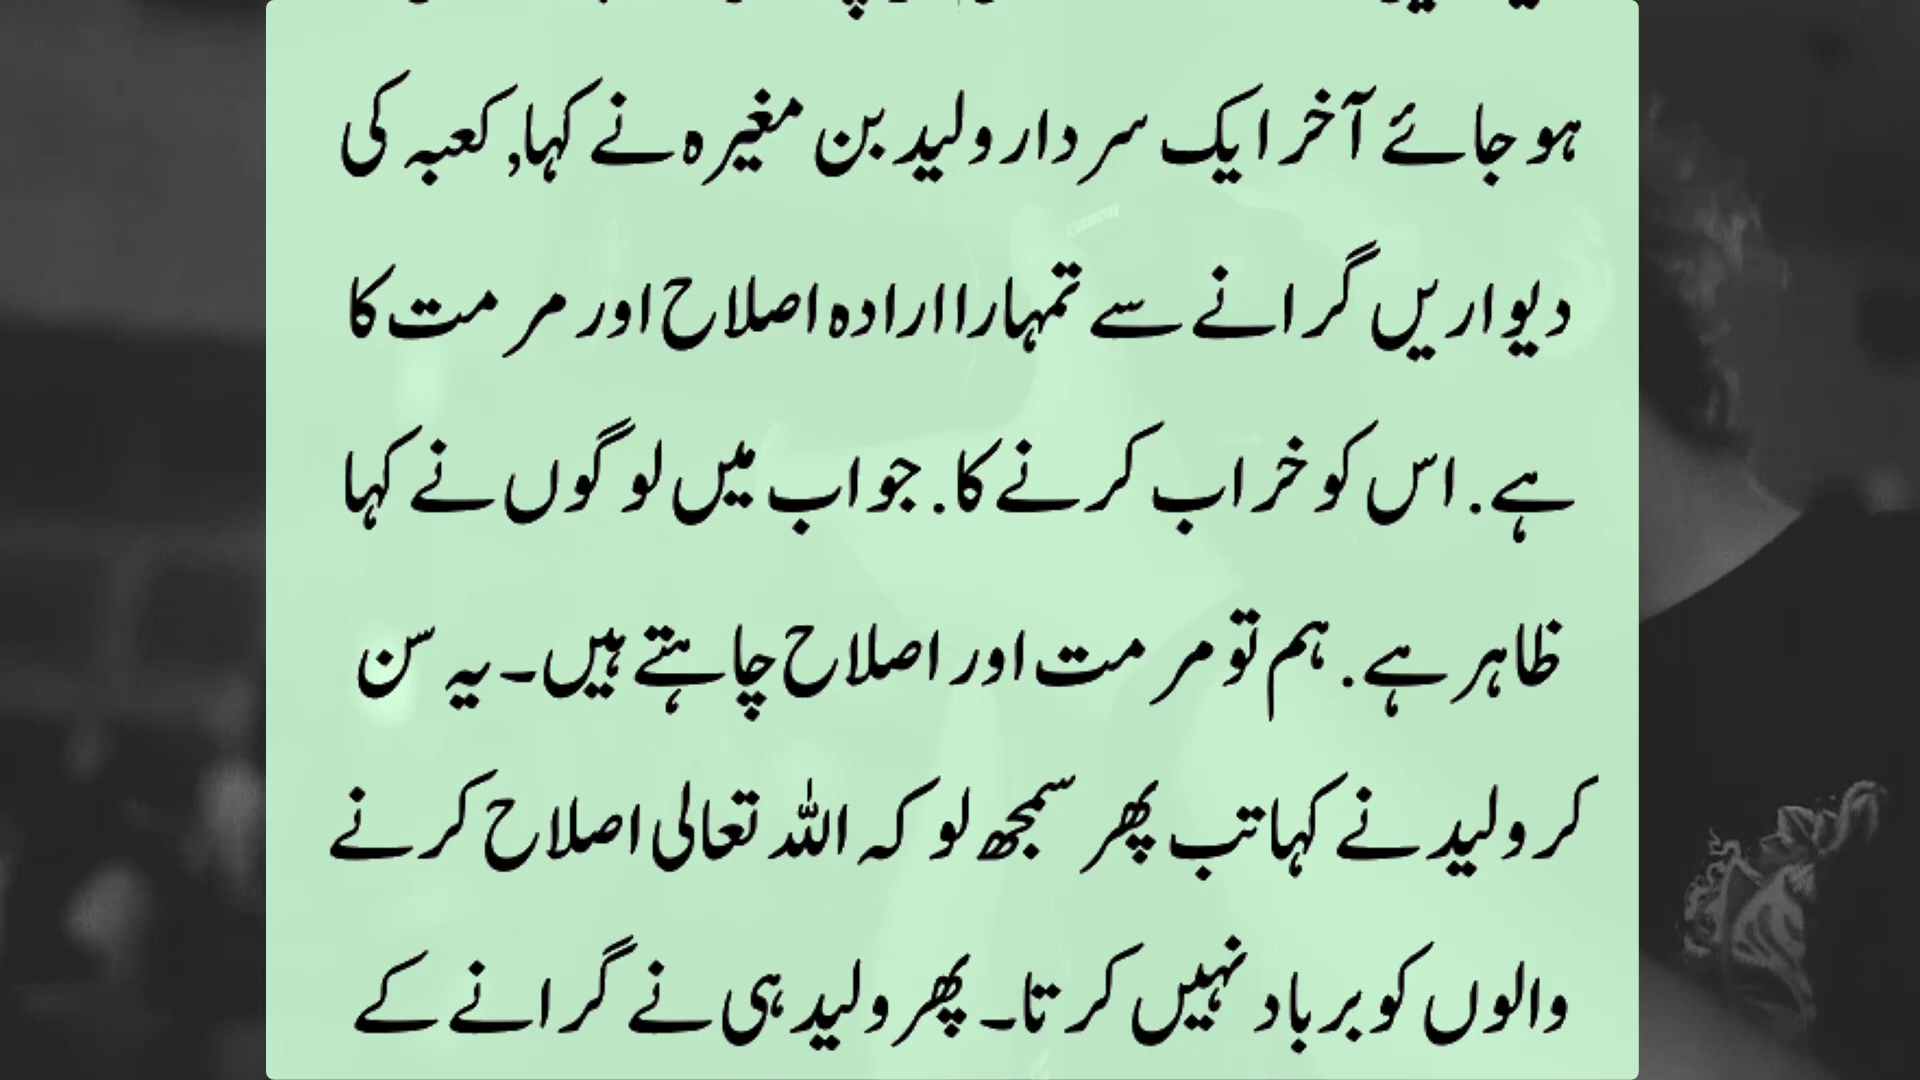 ہو جائے آخر ایک سردار ولید بن مغیرہ نے کہا, کعبہ کی
دیواریں گرانے سے تمہارا ارادہ اصلاح اور مرمت کا
ہے. اس کو خراب کرنے کا. جواب میں لوگوں نے کہا
ظاہر ہے. ہم تو مرمت اور اصلاح چاہتے ہیں۔ یہ سن
کر ولید نے کہا تب پھر سمجھ لو کہ اللہ تعالی اصلاح کرنے
والوں کو برباد نہیں کرتا۔ پھر ولید ہی نے گرانے کے
canon